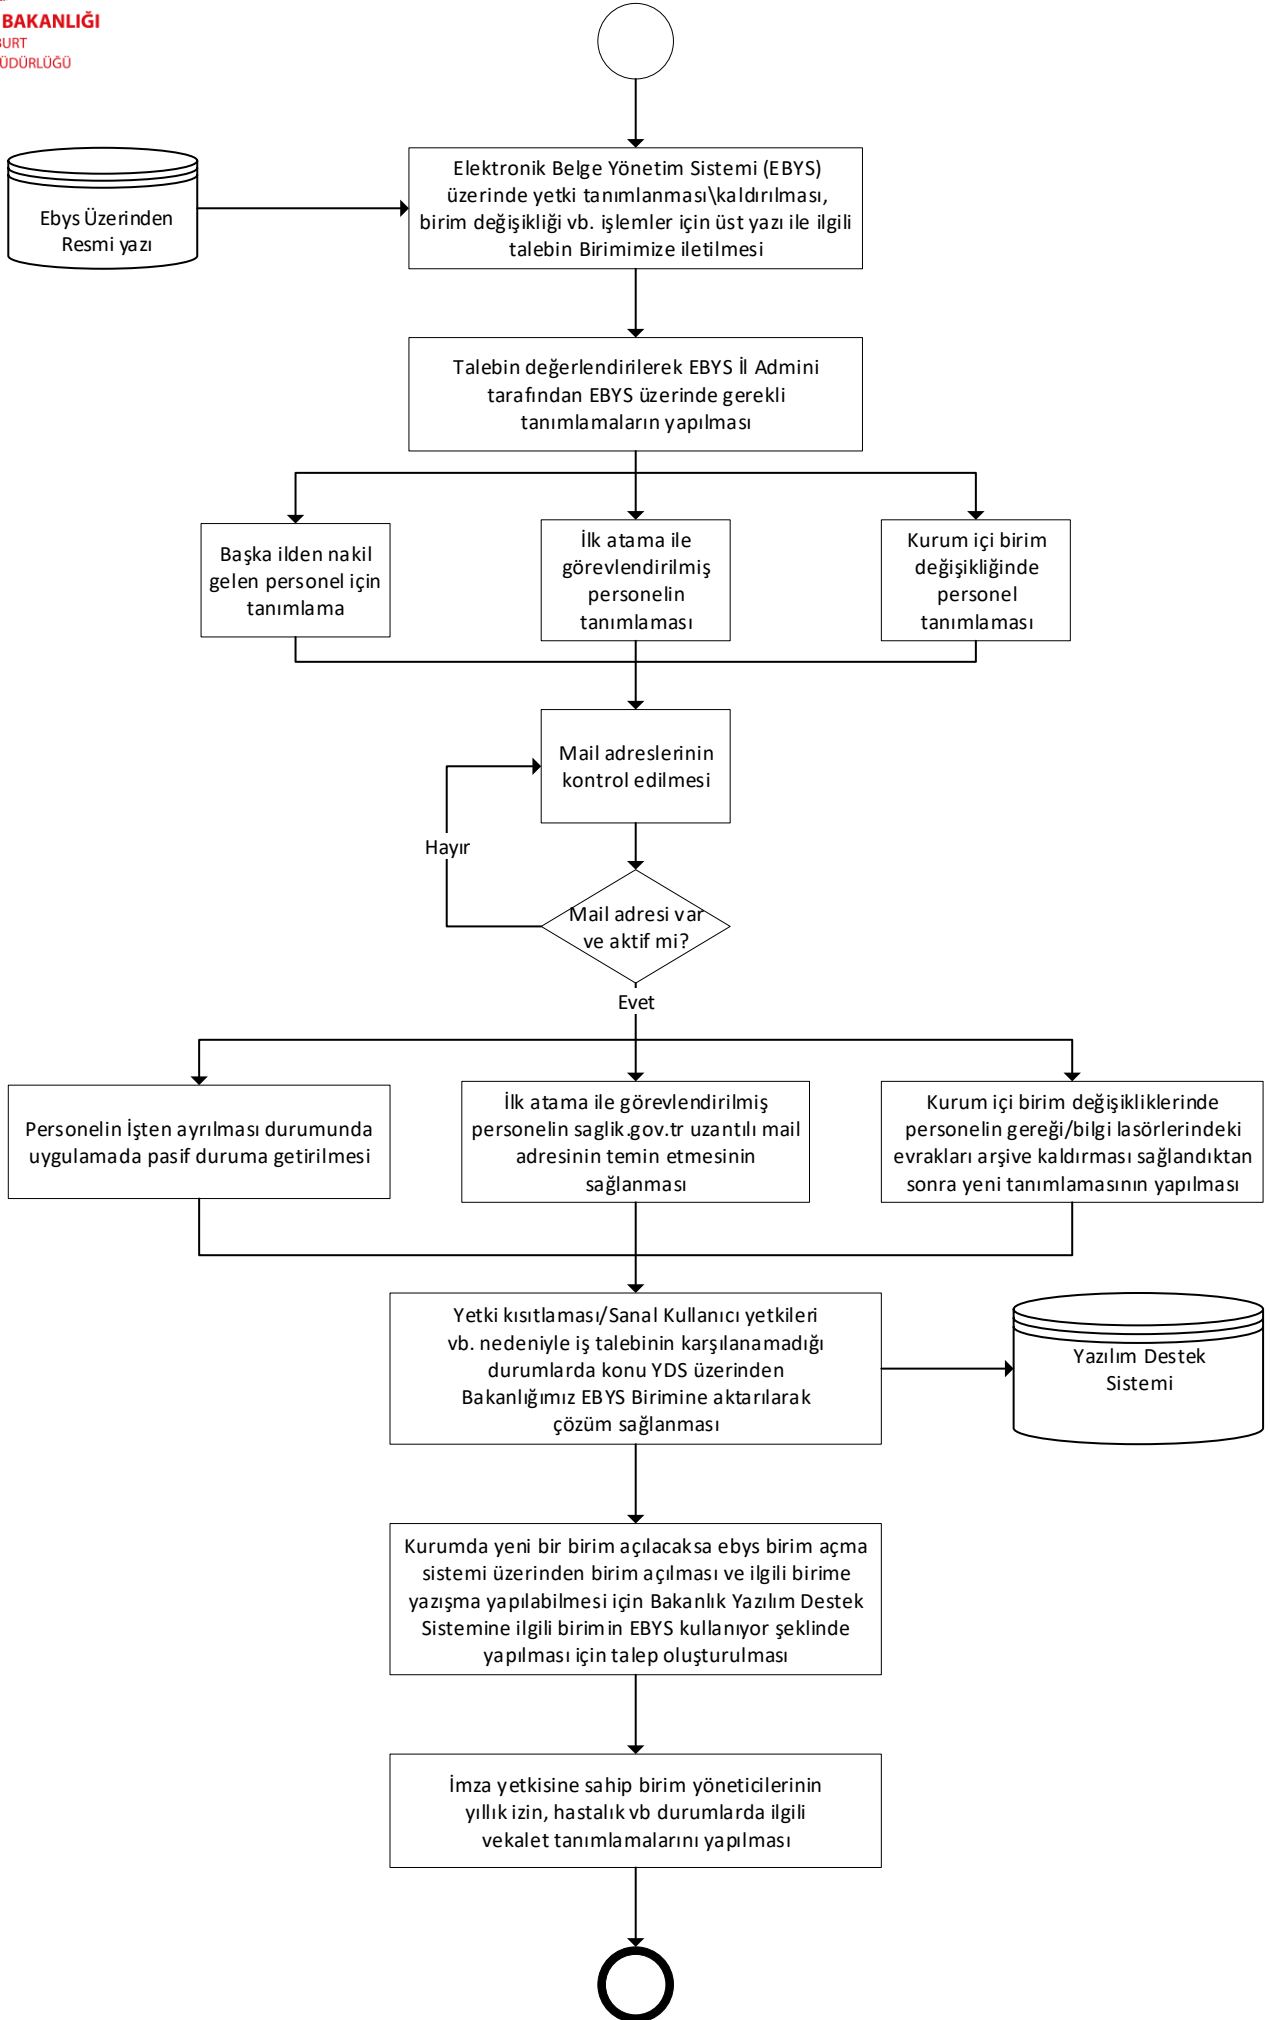 BAKANLIĞI
BURT
ÜDÜRLÜĞÜ
Ebys Üzerinden
Resmi yazı
Elektronik Belge Yönetim Sistemi (EBYS)
üzerinde yetki tanımlanması\kaldırılması,
birim değişikliği vb. işlemler için üst yazı ile ilgili
talebin Birimimize iletilmesi
Talebin değerlendirilerek EBYS İl Admini
tarafından EBYS üzerinde gerekli
tanımlamaların yapılması
Başka ilden nakil
gelen personel için
tanımlama
İlk atama ile
görevlendirilmiş
personelin
tanımlaması
Kurum içi birim
değişikliğinde
personel
tanımlaması
Mail adreslerinin
kontrol edilmesi
Hayır
Mail adresi var
ve aktif mi?
Evet
Personelin İşten ayrılması durumunda
uygulamada pasif duruma getirilmesi
İlk atama ile görevlendirilmiş
personelin saglik.gov.tr uzantılı mail
adresinin temin etmesinin
sağlanması
Kurum içi birim değişikliklerinde
personelin gereği/bilgi lasörlerindeki
evrakları arşive kaldırması sağlandıktan
sonra yeni tanımlamasının yapılması
Yetki kısıtlaması/Sanal Kullanıcı yetkileri
vb. nedeniyle iş talebinin karşılanamadığı
durumlarda konu YDS üzerinden
Bakanlığımız EBYS Birimine aktarılarak
çözüm sağlanması
Yazılım Destek
Sistemi
Kurumda yeni bir birim açılacaksa ebys birim açma
sistemi üzerinden birim açılması ve ilgili birime
yazışma yapılabilmesi için Bakanlık Yazılım Destek
Sistemine ilgili birimin EBYS kullanıyor şeklinde
yapılması için talep oluşturulması
İmza yetkisine sahip birim yöneticilerinin
yıllık izin, hastalık vb durumlarda ilgili
vekalet tanımlamalarını yapılması